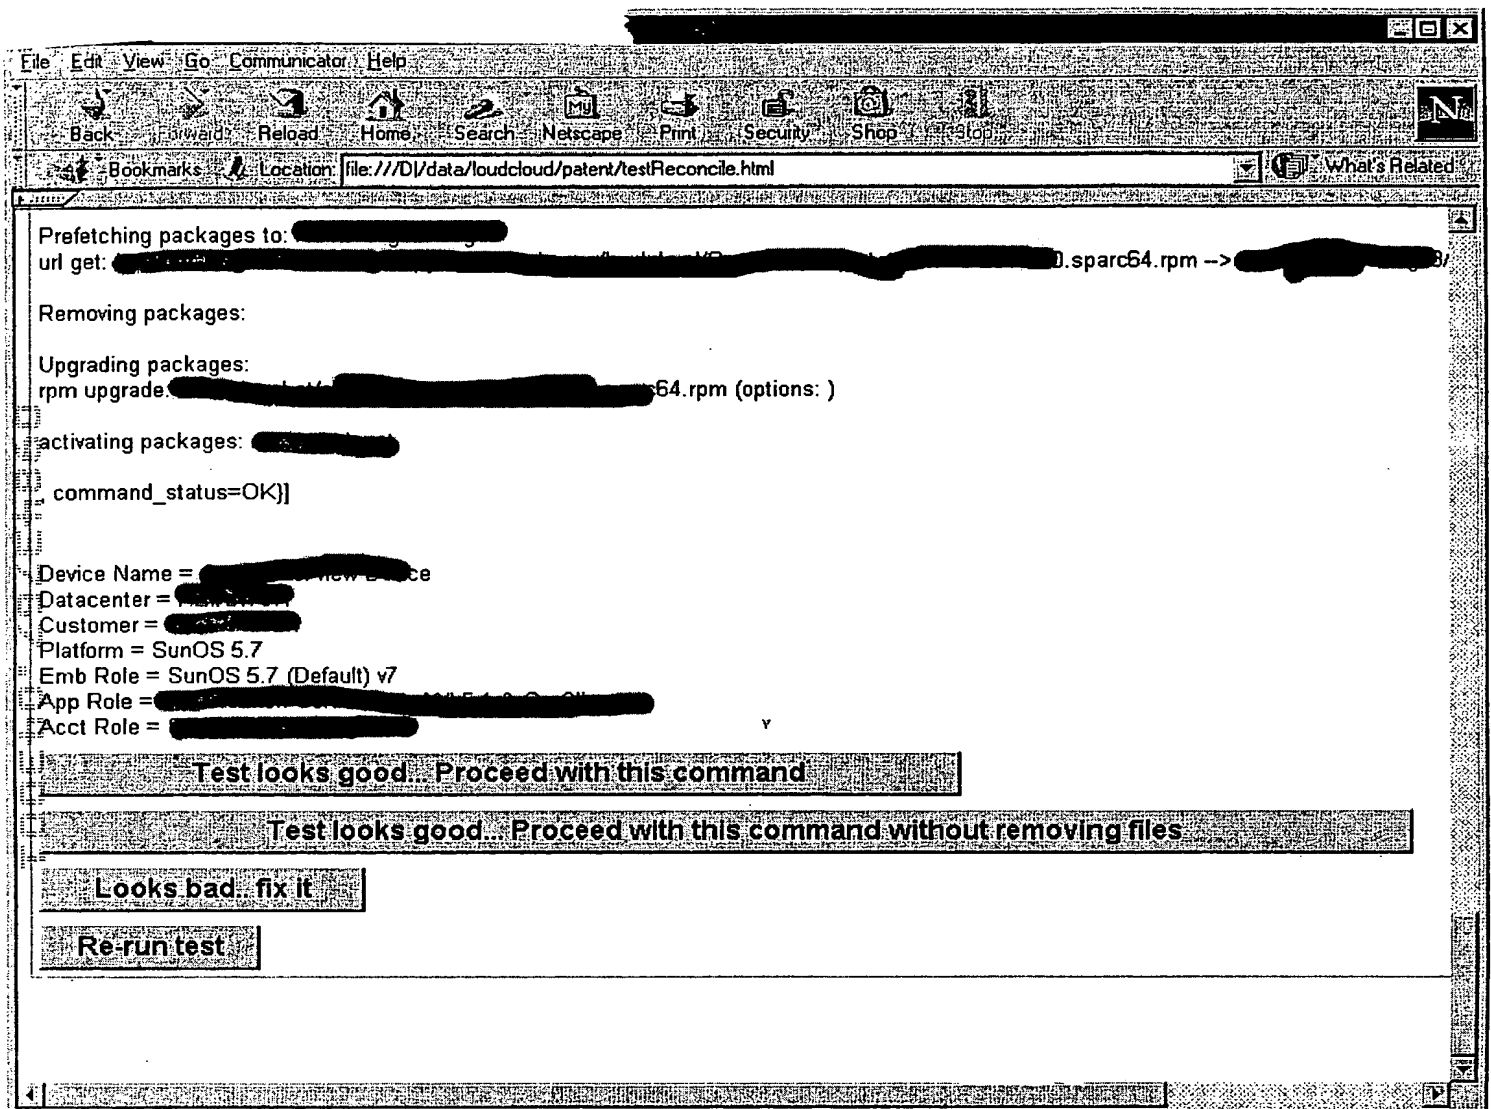 File Edit View Go Communicator Help
Back Forward Reload Home Search Netscape Print Security Shop Stop
My
N
Bookmarks Location: file:///D|/data/loudcloud/patent/testReconcile.html What's Related
Prefetching packages to:
url get: 0.sparc64.rpm -->
Removing packages:
Upgrading packages:
rpm upgrade: 64.rpm (options: )
activating packages:
, command_status=OK}]
Device Name =
Datacenter =
Customer =
Platform = SunOS 5.7
Emb Role = SunOS 5.7 (Default) v7
App Role =
Acct Role =
Test looks good... Proceed with this command
Test looks good... Proceed with this command without removing files
Looks bad.. fix it
Re-run test